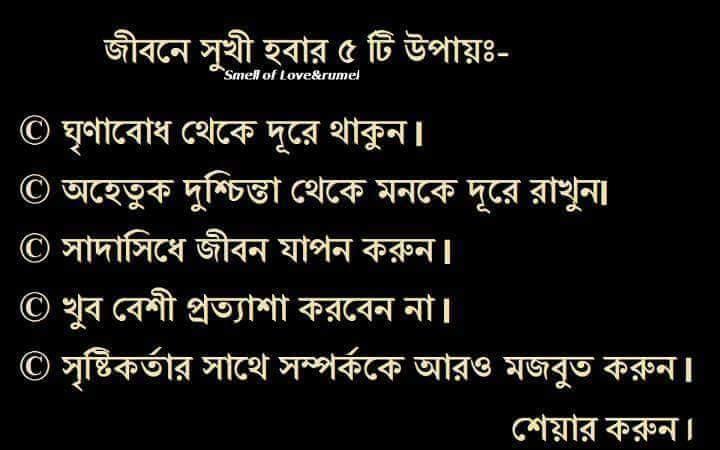 জীবনে সুখী হবার ৫ টি উপায়ঃ-
Smell of Love&rumel
© ঘৃণাবোধ থেকে দূরে থাকুন।
© অহেতুক দুশ্চিন্তা থেকে মনকে দূরে রাখুন।
© সাদাসিধে জীবন যাপন করুন।
© খুব বেশী প্রত্যাশা করবেন না।
© সৃষ্টিকর্তার সাথে সম্পর্ককে আরও মজবুত করুন।
শেয়ার করুন।